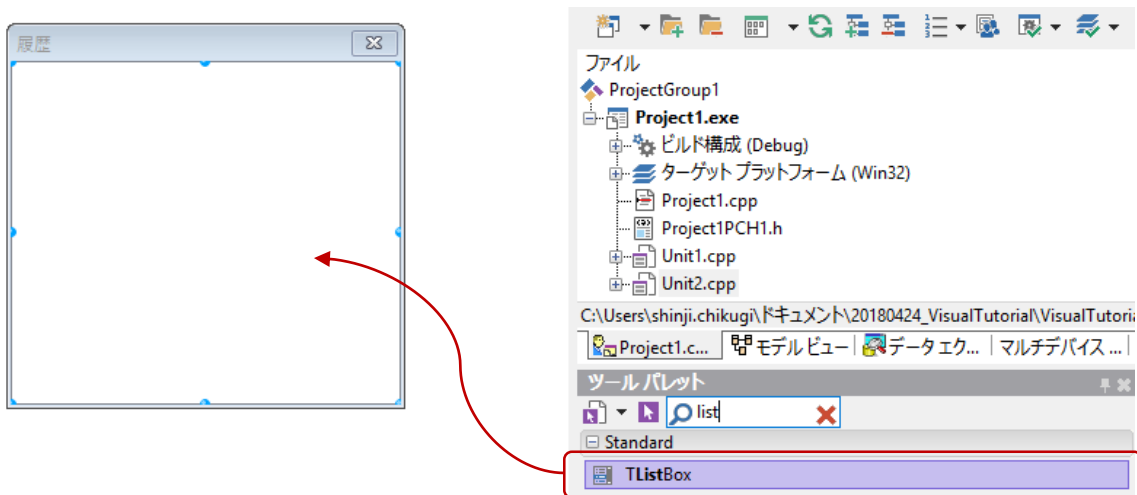 履歴
ファイル
ProjectGroup1
Project1.exe
ビルド構成 (Debug)
ターゲット プラットフォーム (Win32)
Project1.cpp
Project1PCH1.h
Unit1.cpp
Unit2.cpp
C:\Users\shinji.chikugi\ドキュメント\20180424_VisualTutorial\VisualTutoria
Project1.c... モデル ビュー データ エク... マルチデバイス ...
ツール パレット
list
Standard
TListBox